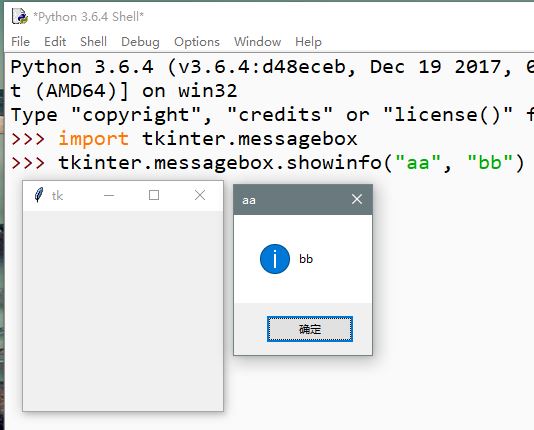 *Python 3.6.4 Shell*
File Edit Shell Debug Options Window Help
Python 3.6.4 (v3.6.4:d48eceb, Dec 19 2017, 0
t (AMD64)] on win32
Type "copyright", "credits" or "license()" f
>>> import tkinter.messagebox
>>> tkinter.messagebox.showinfo("aa", "bb")
tk
aa
bb
确定